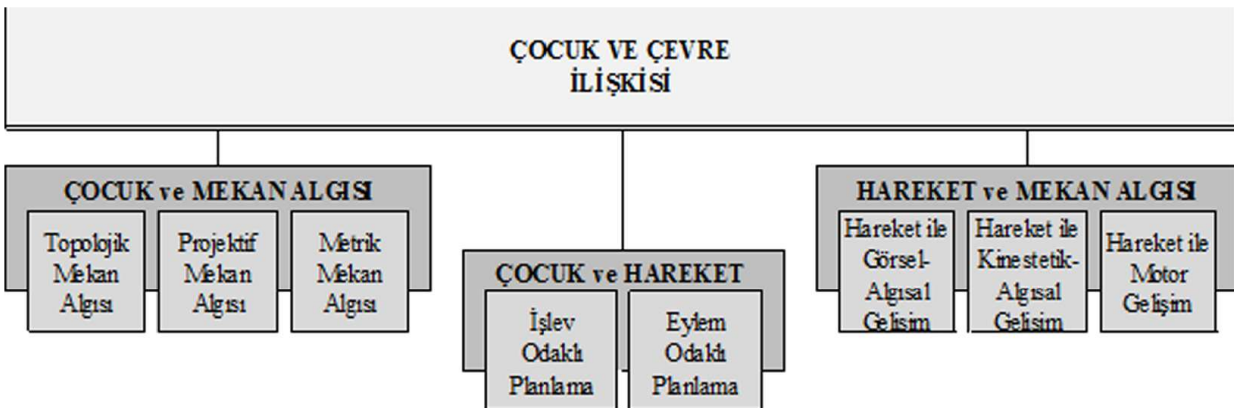 ÇOCUK VE ÇEVRE
İLİŞKİSİ
ÇOCUK ve MEKAN ALGISI
Topolojik
Mekan
Algısı
Projektif
Mekan
Algısı
Metrik
Mekan
Algısı
ÇOCUK ve HAREKET
İşlev
Odaklı
Planlama
Eylem
Odaklı
Planlama
HAREKET ve MEKAN ALGISI
Hareket ile
Görsel-
Algısal
Gelişim
Hareket ile
Kinestetik-
Algısal
Gelişim
Hareket ile
Motor
Gelişim